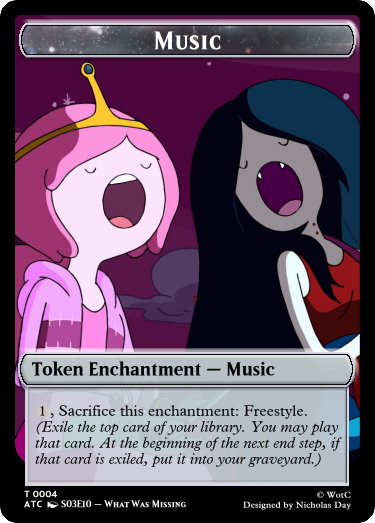 Music
Token Enchantment — Music
1 , Sacrifice this enchantment: Freestyle.
(Exile the top card of your library. You may play
that card. At the beginning of the next end step, if
that card is exiled, put it into your graveyard.)
T 0004
© WotC
ATC S03E10 – What Was Missing
Designed by Nicholas Day